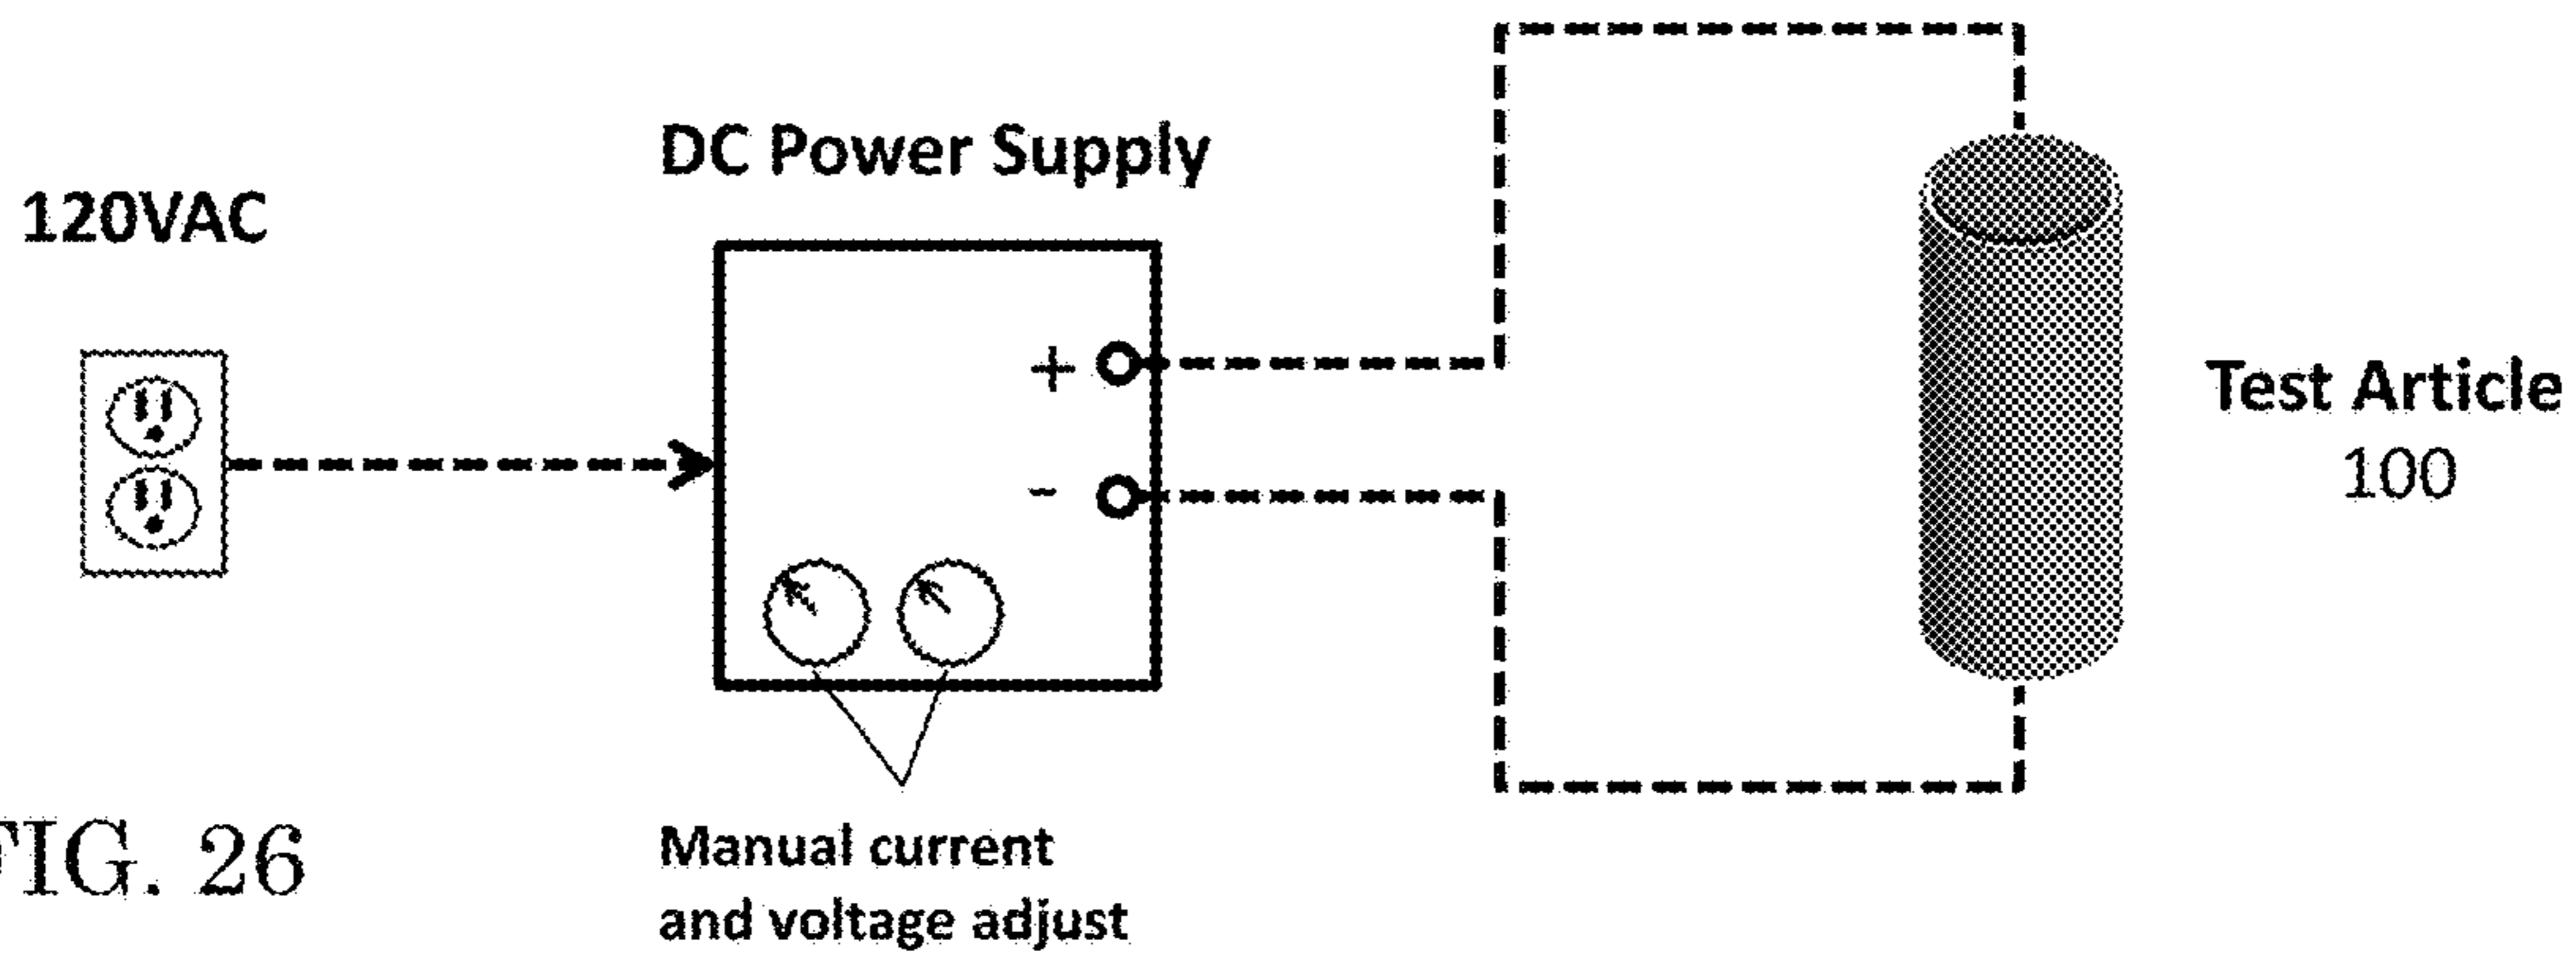 120VAC
DC Power Supply
+
-
Test Article
100
Manual current
and voltage adjust
FIG. 26